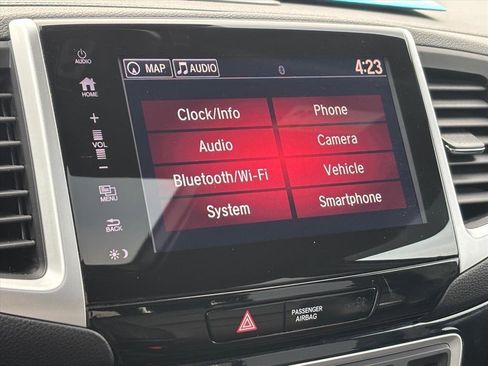 AUDIO
MAP
AUDIO
4:23
HOME
Clock/Info
Phone
+
VOL
Audio
Camera
-
Bluetooth/Wi-Fi
Vehicle
MENU
System
Smartphone
BACK
PASSENGER
AIRBAG